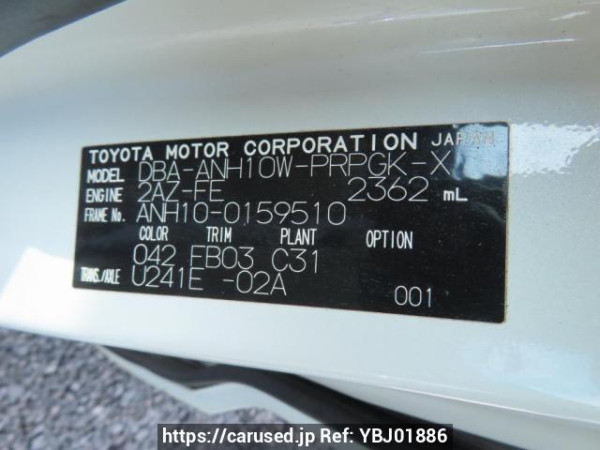 TOYOTA MOTOR CORPORATION JAPAN
MODEL DBA-ANH10W-PRPGK-X
ENGINE 2AZ-FE 2362 mL
FRAME No. ANH10-0159510
COLOR TRIM PLANT OPTION
042 FB03 C31
TRANS./AXLE U241E -02A 001
https://carused.jp Ref: YBJ01886